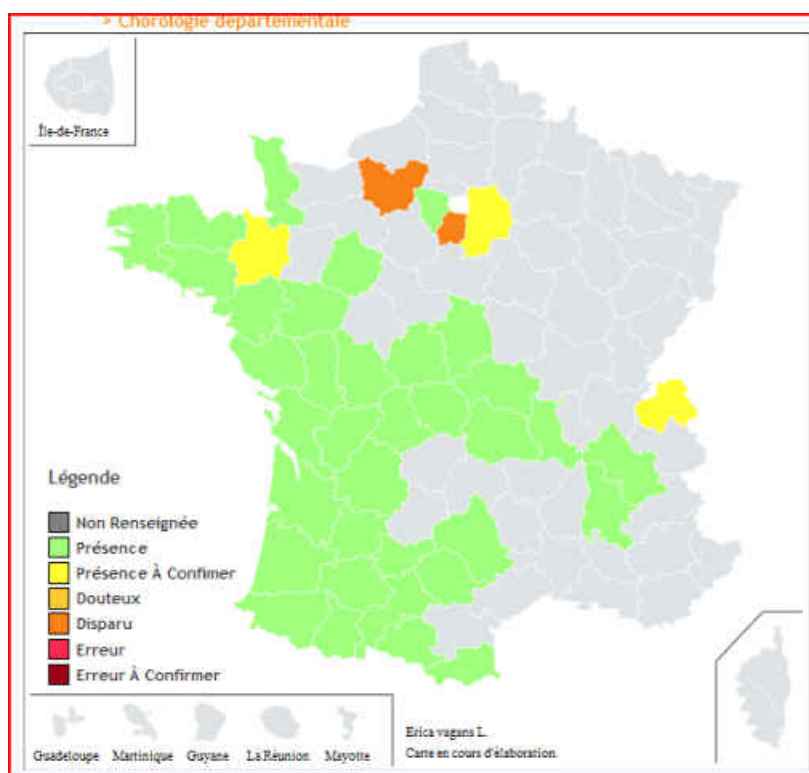 > Chorologie départementale
Île-de-France
Légende
Non Renseignée
Présence
Présence À Confimer
Douteux
Disparu
Erreur
Erreur À Confirmer
Guadeloupe Martinique Guyane La Réunion Mayotte
Erica vagans L.
Carte en cours d'élaboration.